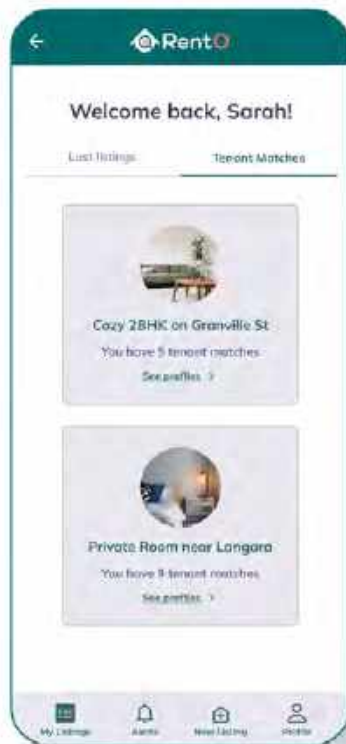 RentO
Welcome back, Sarah!
Last listings
Tenant Matches
Cozy 2BHK on Granville St
You have 5 tenant matches
See profiles >
Private Room near Langara
You have 9 tenant matches
See profiles >
My Listings
Alerts
New Listing
Profile